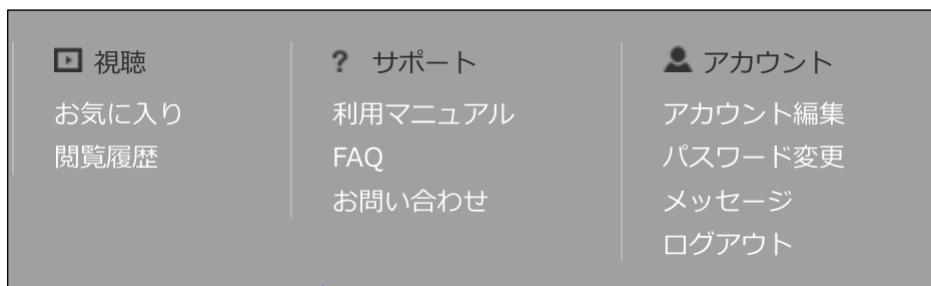 視聴
お気に入り
閲覧履歴
? サポート
利用マニュアル
FAQ
お問い合わせ
アカウント
アカウント編集
パスワード変更
メッセージ
ログアウト